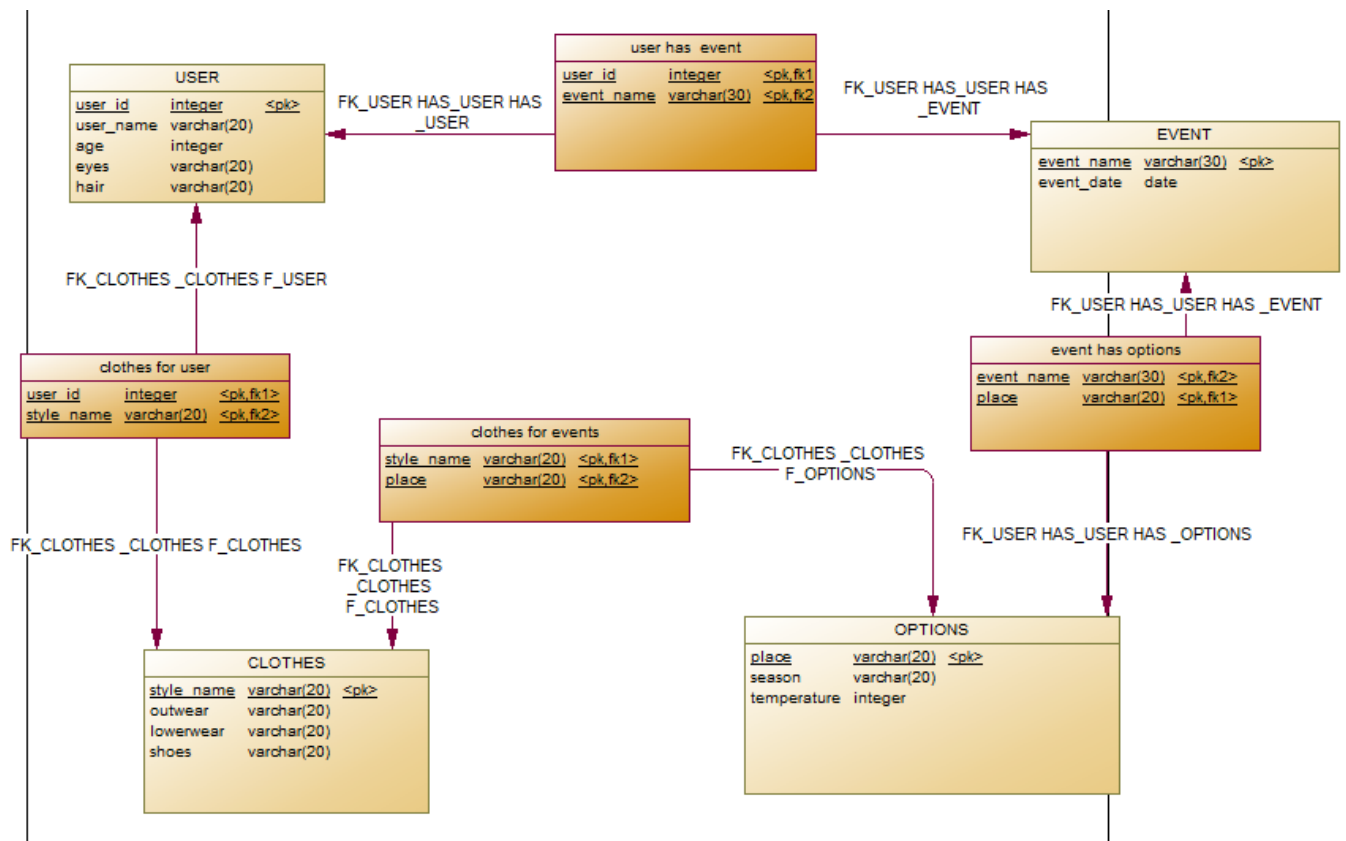 user has event
user_id integer <pk,fk1
event_name varchar(30) <pk,fk2
USER
user_id integer <pk>
user_name varchar(20)
age integer
eyes varchar(20)
hair varchar(20)
FK_USER HAS_USER HAS
_USER
FK_USER HAS_USER HAS
_EVENT
EVENT
event_name varchar(30) <pk>
event_date date
FK_CLOTHES _CLOTHES F_USER
FK_USER HAS_USER HAS _EVENT
clothes for user
user_id integer <pk,fk1>
style_name varchar(20) <pk,fk2>
event has options
event_name varchar(30) <pk,fk2>
place varchar(20) <pk,fk1>
clothes for events
style_name varchar(20) <pk,fk1>
place varchar(20) <pk,fk2>
FK_CLOTHES _CLOTHES
F_OPTIONS
FK_CLOTHES _CLOTHES F_CLOTHES
FK_USER HAS_USER HAS _OPTIONS
FK_CLOTHES
_CLOTHES
F_CLOTHES
CLOTHES
style_name varchar(20) <pk>
outwear varchar(20)
lowerwear varchar(20)
shoes varchar(20)
OPTIONS
place varchar(20) <pk>
season varchar(20)
temperature integer